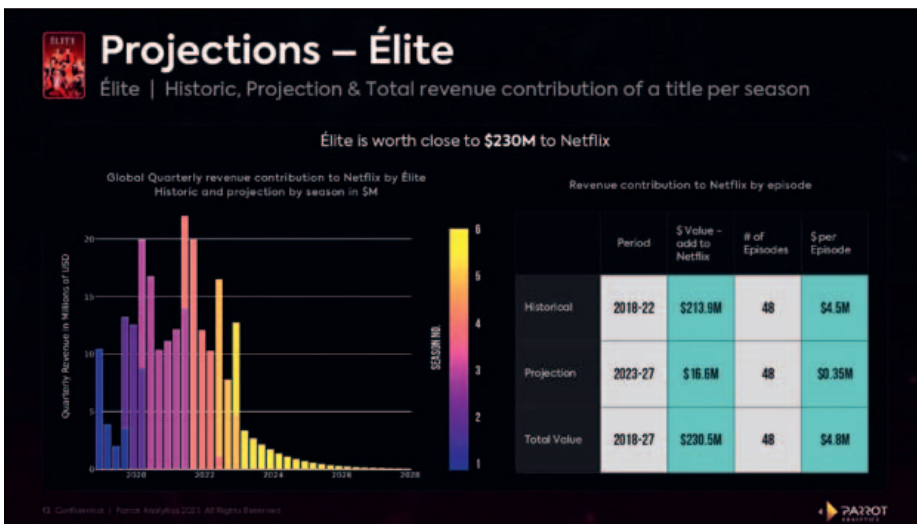 ÉLITE
Projections – Élite
Élite | Historic, Projection & Total revenue contribution of a title per season
Élite is worth close to $230M to Netflix
Global Quarterly revenue contribution to Netflix by Élite
Historic and projection by season in $M
Quarterly Revenue in Millions of USD
20
15
10
5
0
2020 2022 2024 2026 2028
SEASON NO.
6
5
4
3
2
1
Revenue contribution to Netflix by episode
Period $ Value – add to Netflix # of Episodes $ per Episode
Historical 2018-22 $213.9M 48 $4.5M
Projection 2023-27 $16.6M 48 $0.35M
Total Value 2018-27 $230.5M 48 $4.8M
13 Confidential | Parrot Analytics 2023. All Rights Reserved
PARROT
ANALYTICS